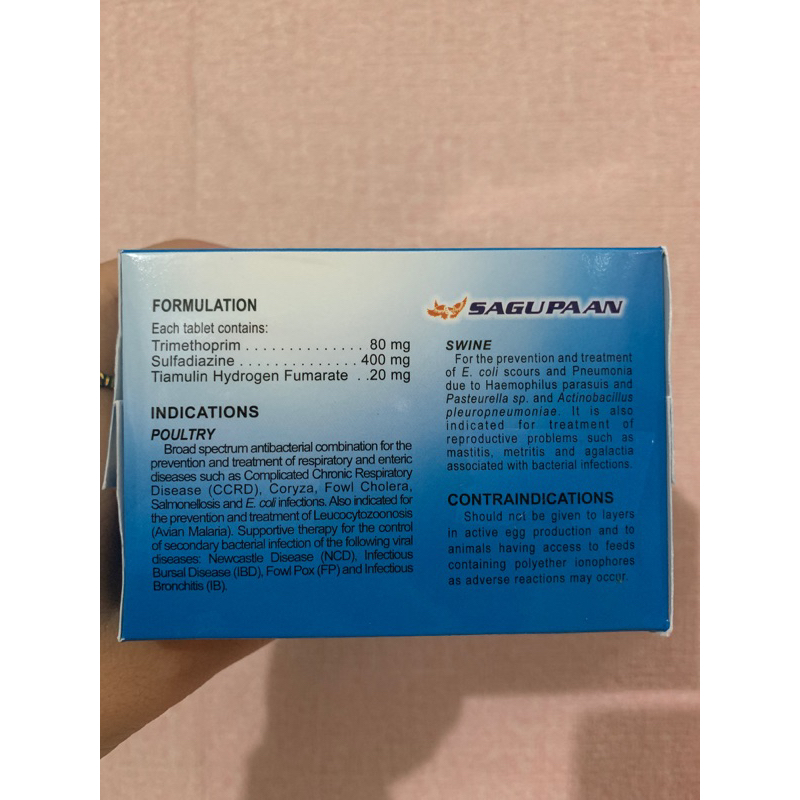 FORMULATION
Each tablet contains:
Trimethoprim . . . . . . . . . . . . . . 80 mg
Sulfadiazine . . . . . . . . . . . . . . 400 mg
Tiamulin Hydrogen Fumarate . . 20 mg
INDICATIONS
POULTRY
Broad spectrum antibacterial combination for the
prevention and treatment of respiratory and enteric
diseases such as Complicated Chronic Respiratory
Disease (CCRD), Coryza, Fowl Cholera,
Salmonellosis and E. coli infections. Also indicated for
the prevention and treatment of Leucocytozoonosis
(Avian Malaria). Supportive therapy for the control
of secondary bacterial infection of the following viral
diseases: Newcastle Disease (NCD), Infectious
Bursal Disease (IBD), Fowl Pox (FP) and Infectious
Bronchitis (IB).
SAGUPAAN
SWINE
For the prevention and treatment
of E. coli scours and Pneumonia
due to Haemophilus parasuis and
Pasteurella sp. and Actinobacillus
pleuropneumoniae. It is also
indicated for treatment of
reproductive problems such as
mastitis, metritis and agalactia
associated with bacterial infections.
CONTRAINDICATIONS
Should not be given to layers
in active egg production and to
animals having access to feeds
containing polyether ionophores
as adverse reactions may occur.